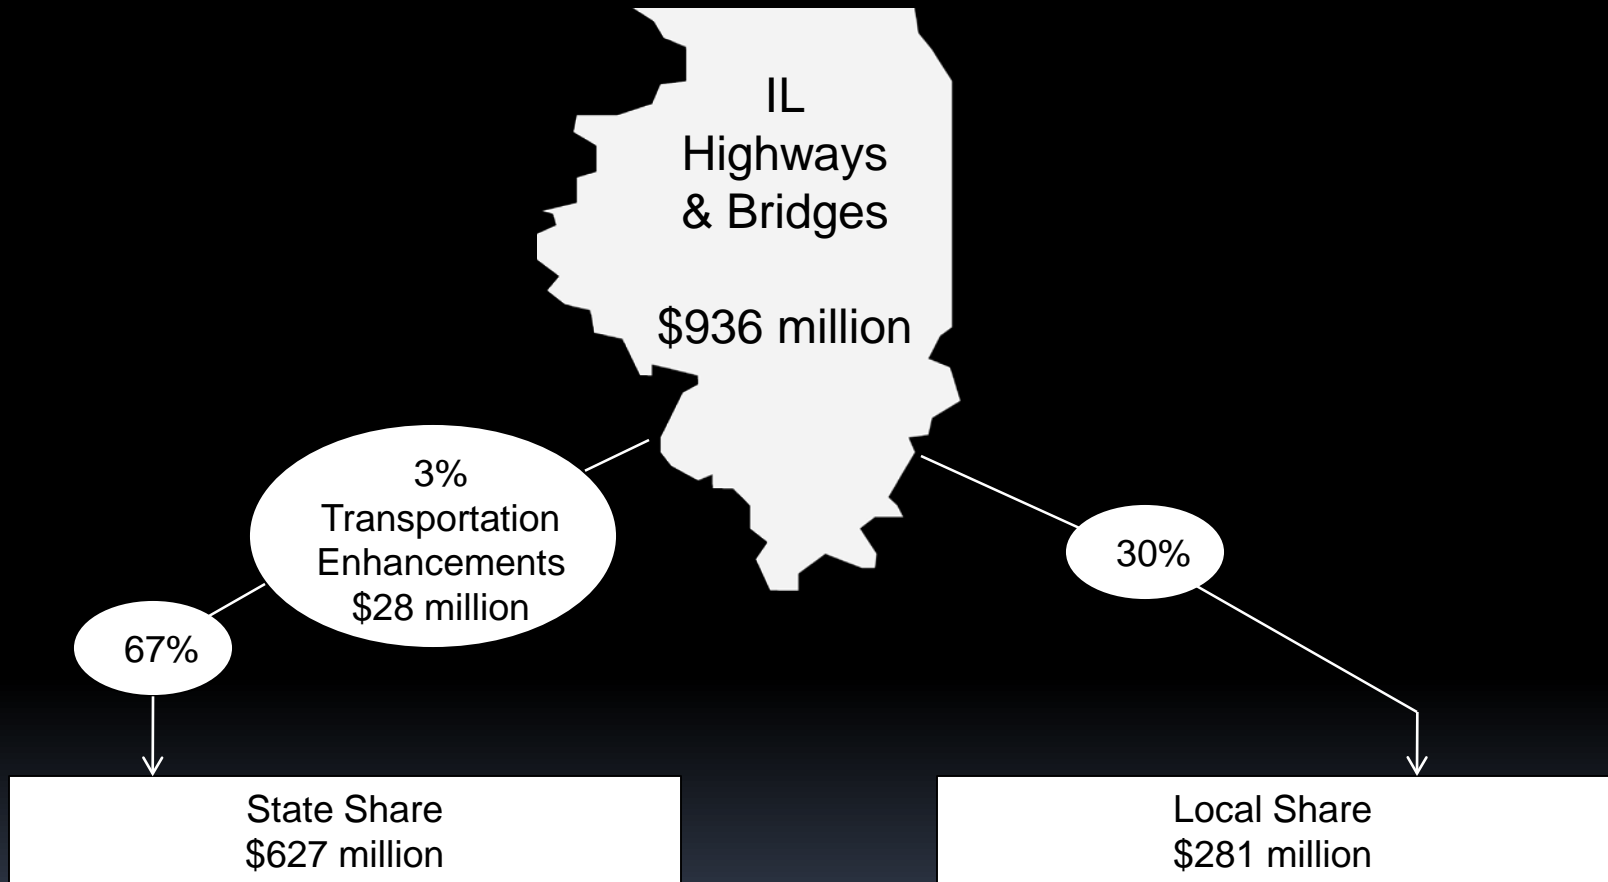 IL
Highways
& Bridges
$936 million
3%
Transportation
Enhancements
$28 million
30%
67%
State Share
$627 million
Local Share
$281 million